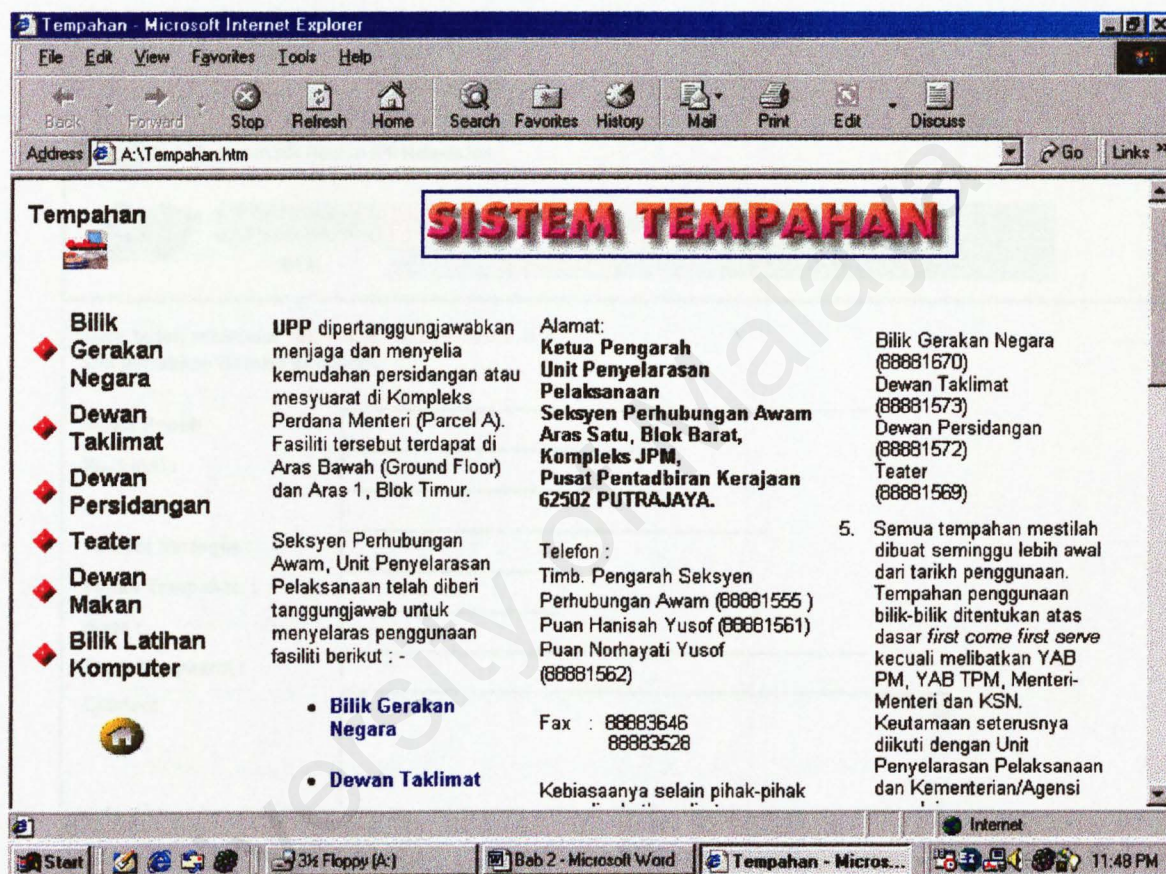 Tempahan - Microsoft Internet Explorer
File Edit View Favorites Tools Help
Back Forward Stop Refresh Home Search Favorites History Mail Print Edit Discuss
Address A:\Tempahan.htm Go Links »
Tempahan
SISTEM TEMPAHAN
Bilik
Gerakan
Negara
Dewan
Taklimat
Dewan
Persidangan
Teater
Dewan
Makan
Bilik Latihan
Komputer
UPP dipertanggungjawabkan
menjaga dan menyelia
kemudahan persidangan atau
mesyuarat di Kompleks
Perdana Menteri (Parcel A).
Fasiliti tersebut terdapat di
Aras Bawah (Ground Floor)
dan Aras 1, Blok Timur.
Seksyen Perhubungan
Awam, Unit Penyelarasan
Pelaksanaan telah diberi
tanggungjawab untuk
menyelaras penggunaan
fasiliti berikut : -
• Bilik Gerakan
Negara
• Dewan Taklimat
Alamat:
Ketua Pengarah
Unit Penyelarasan
Pelaksanaan
Seksyen Perhubungan Awam
Aras Satu, Blok Barat,
Kompleks JPM,
Pusat Pentadbiran Kerajaan
62502 PUTRAJAYA.
Telefon :
Timb. Pengarah Seksyen
Perhubungan Awam (88881555 )
Puan Hanisah Yusof (88881561)
Puan Norhayati Yusof
(88881562)
Fax : 88883646
88883528
Kebiasaanya selain pihak-pihak
Bilik Gerakan Negara
(88881670)
Dewan Taklimat
(88881573)
Dewan Persidangan
(88881572)
Teater
(88881569)
5. Semua tempahan mestilah
dibuat seminggu lebih awal
dari tarikh penggunaan.
Tempahan penggunaan
bilik-bilik ditentukan atas
dasar first come first serve
kecuali melibatkan YAB
PM, YAB TPM, Menteri-
Menteri dan KSN.
Keutamaan seterusnya
diikuti dengan Unit
Penyelarasan Pelaksanaan
dan Kementerian/Agensi
Internet
Start 3½ Floppy (A:) Bab 2 - Microsoft Word Tempahan - Micros... 11:48 PM
University of Malaya